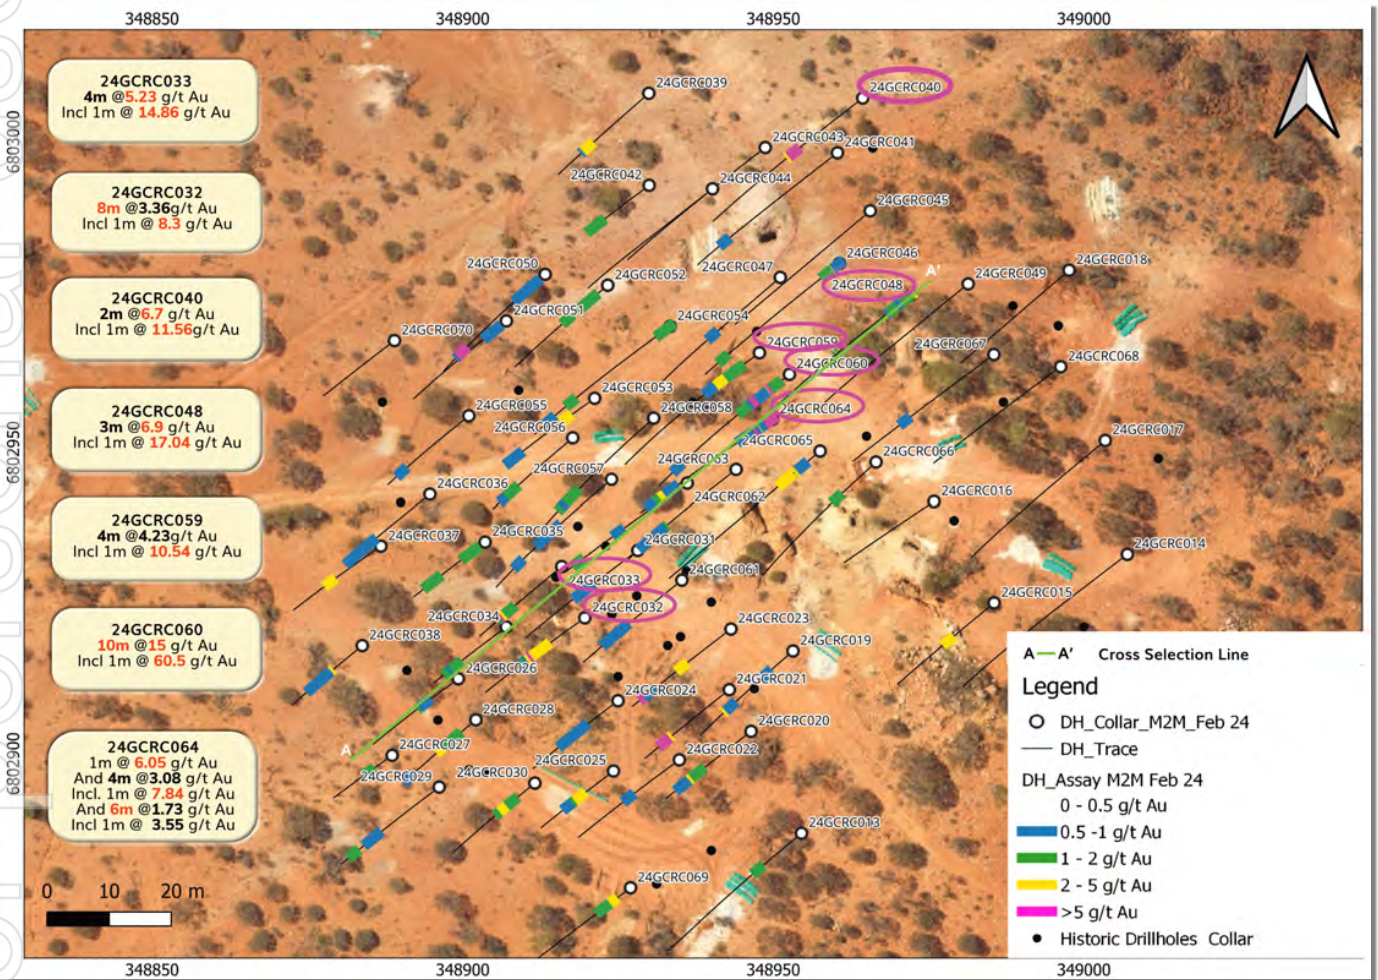 348850
348900
348950
349000
6803000
6802950
6802900
24GCRC033
4m @5.23 g/t Au
Incl 1m @ 14.86 g/t Au
24GCRC032
8m @3.36g/t Au
Incl 1m @ 8.3 g/t Au
24GCRC040
2m @6.7 g/t Au
Incl 1m @ 11.56g/t Au
24GCRC048
3m @6.9 g/t Au
Incl 1m @ 17.04 g/t Au
24GCRC059
4m @4.23g/t Au
Incl 1m @ 10.54 g/t Au
24GCRC060
10m @15 g/t Au
Incl 1m @ 60.5 g/t Au
24GCRC064
1m @ 6.05 g/t Au
And 4m @3.08 g/t Au
Incl. 1m @ 7.84 g/t Au
And 6m @1.73 g/t Au
Incl 1m @ 3.55 g/t Au
24GCRC039
24GCRC040
24GCRC043
24GCRC041
24GCRC042
24GCRC044
24GCRC045
24GCRC046
24GCRC050
24GCRC052
24GCRC047
24GCRC048
A'
24GCRC049
24GCRC018
24GCRC051
24GCRC054
24GCRC070
24GCRC059
24GCRC067
24GCRC068
24GCRC060
24GCRC053
24GCRC055
24GCRC058
24GCRC064
24GCRC056
24GCRC065
24GCRC017
24GCRC057
24GCRC063
24GCRC066
24GCRC036
24GCRC062
24GCRC016
24GCRC037
24GCRC035
24GCRC031
24GCRC014
24GCRC033
24GCRC061
24GCRC015
24GCRC032
24GCRC034
24GCRC023
24GCRC038
24GCRC019
24GCRC026
24GCRC021
24GCRC024
24GCRC028
24GCRC020
A
24GCRC027
24GCRC022
24GCRC025
24GCRC029
24GCRC030
24GCRC013
24GCRC069
0 10 20 m
A A' Cross Selection Line
Legend
DH_Collar_M2M_Feb 24
DH_Trace
DH_Assay M2M Feb 24
0 - 0.5 g/t Au
0.5 -1 g/t Au
1 - 2 g/t Au
2 - 5 g/t Au
>5 g/t Au
Historic Drillholes Collar
348850
348900
348950
349000